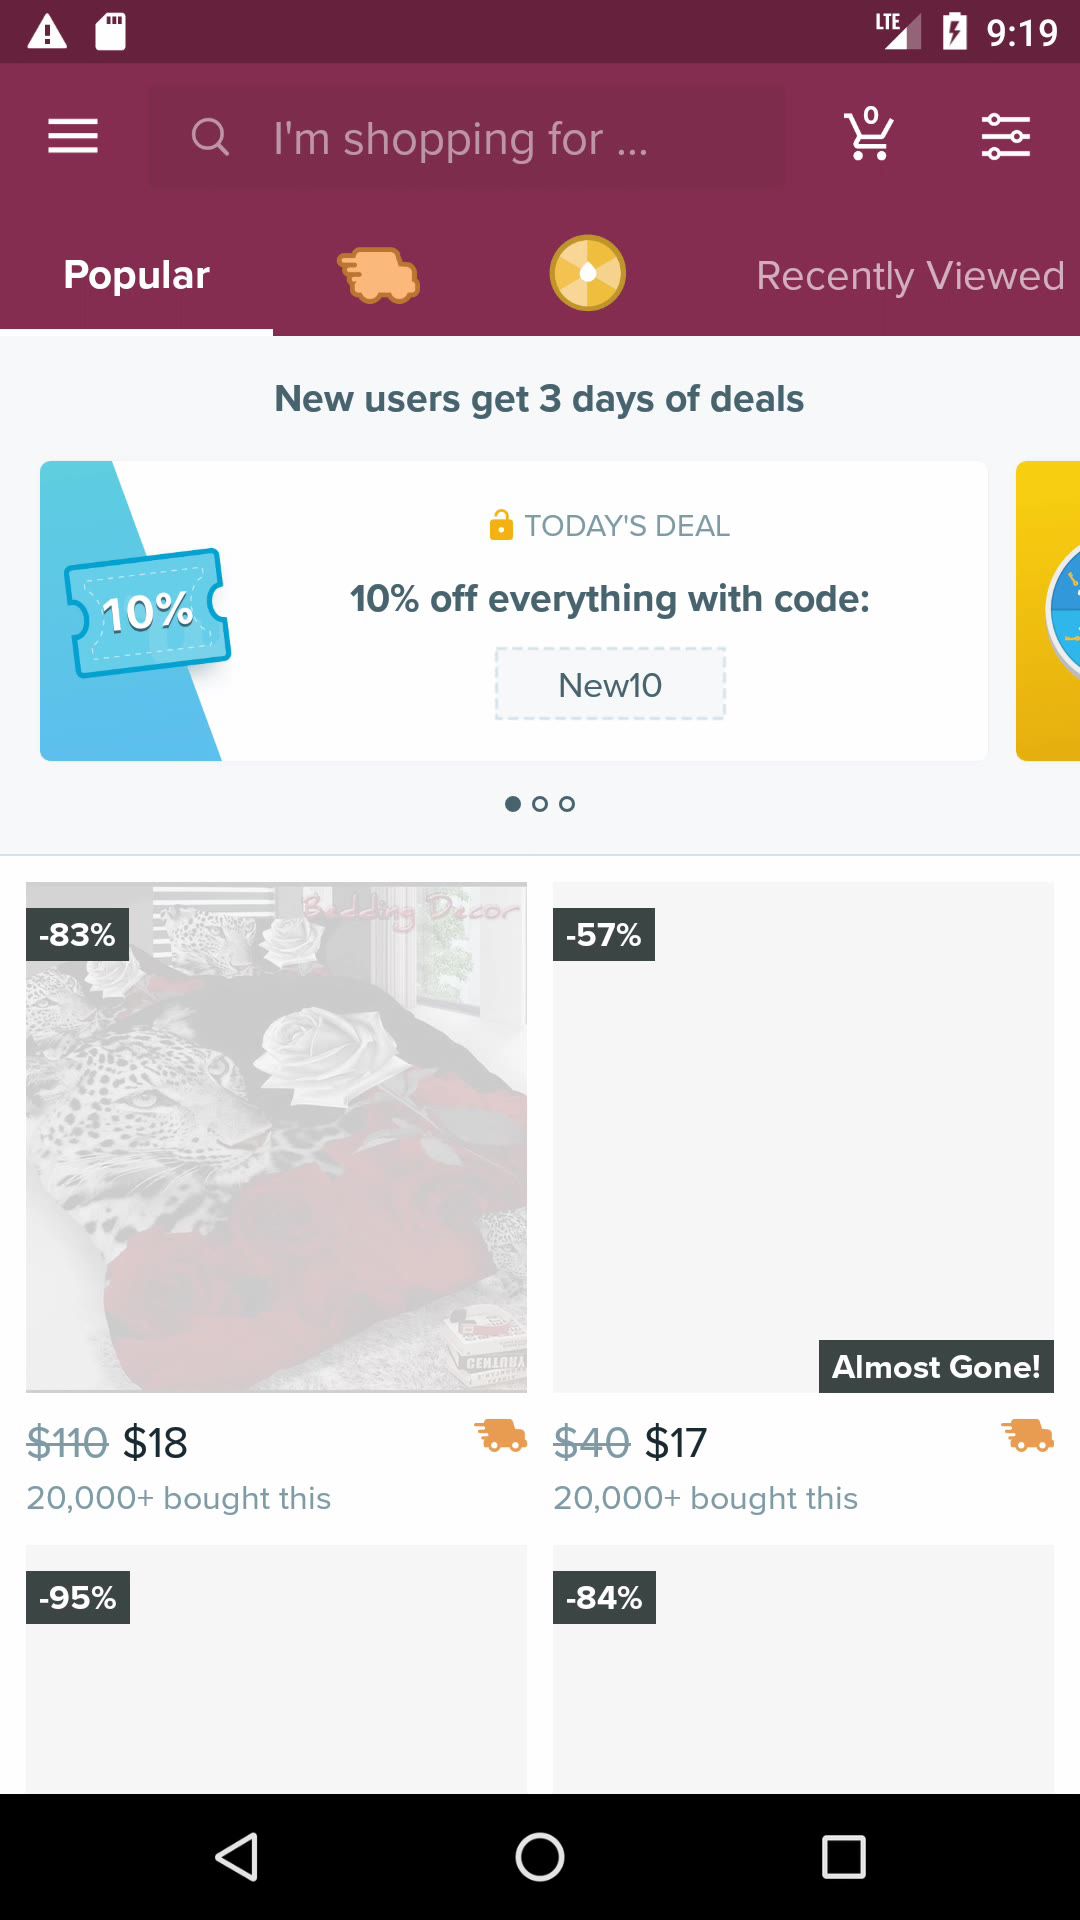 LTE 9:19
I'm shopping for ...
0
Popular
Recently Viewed
New users get 3 days of deals
10%
TODAY'S DEAL
10% off everything with code:
New10
Bedding Decor
-83%
-57%
CENTURY
Almost Gone!
$110 $18
$40 $17
20,000+ bought this
20,000+ bought this
-95%
-84%